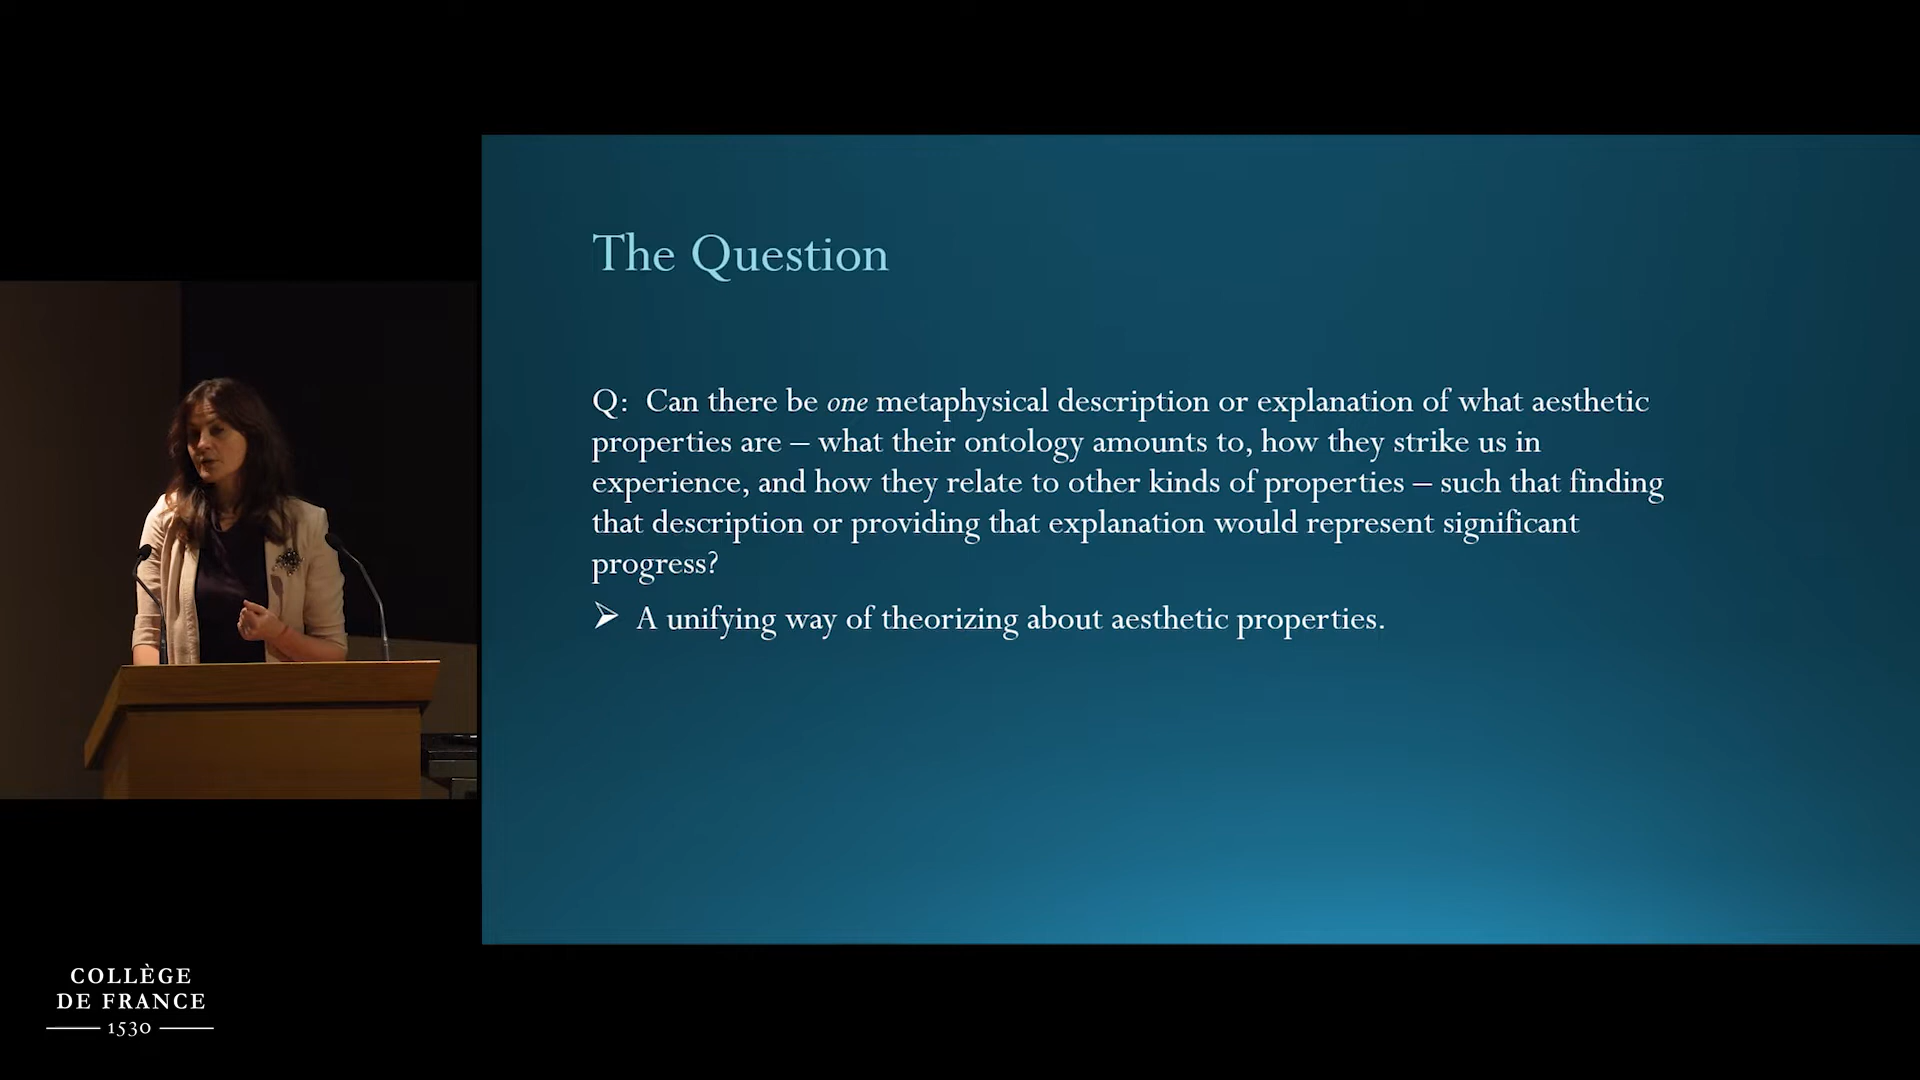 The Question
Q: Can there be one metaphysical description or explanation of what aesthetic
properties are – what their ontology amounts to, how they strike us in
experience, and how they relate to other kinds of properties – such that finding
that description or providing that explanation would represent significant
progress?
➢ A unifying way of theorizing about aesthetic properties.
COLLÈGE
DE FRANCE
1530